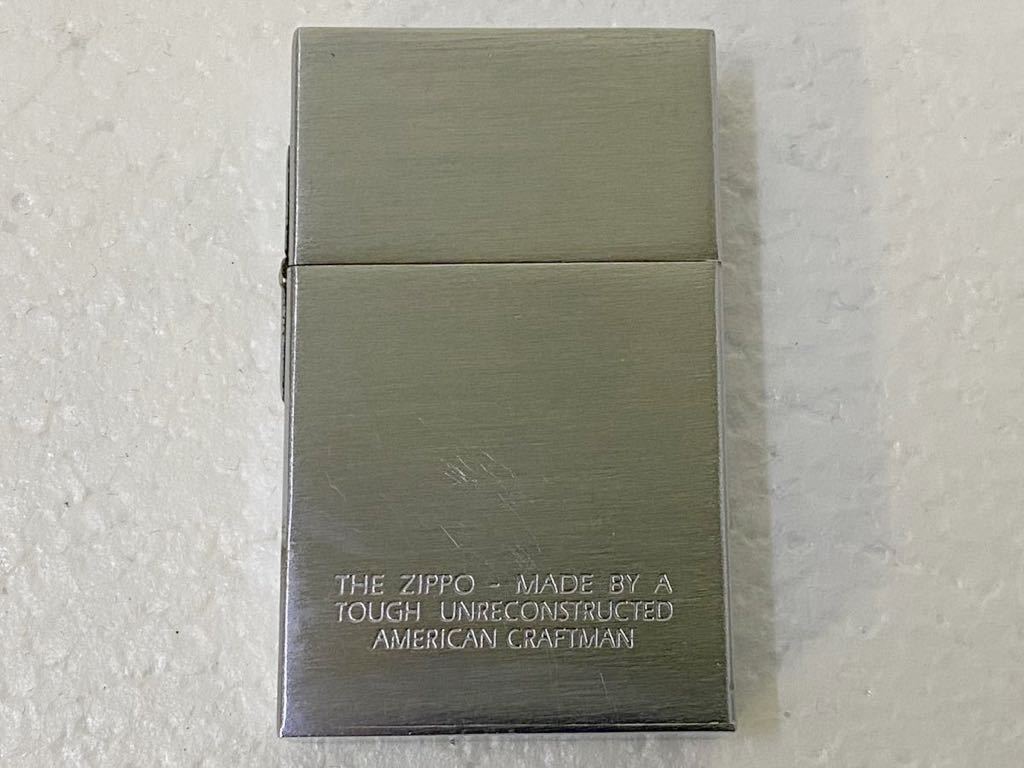 THE ZIPPO - MADE BY A
TOUGH UNRECONSTRUCTED
AMERICAN CRAFTMAN